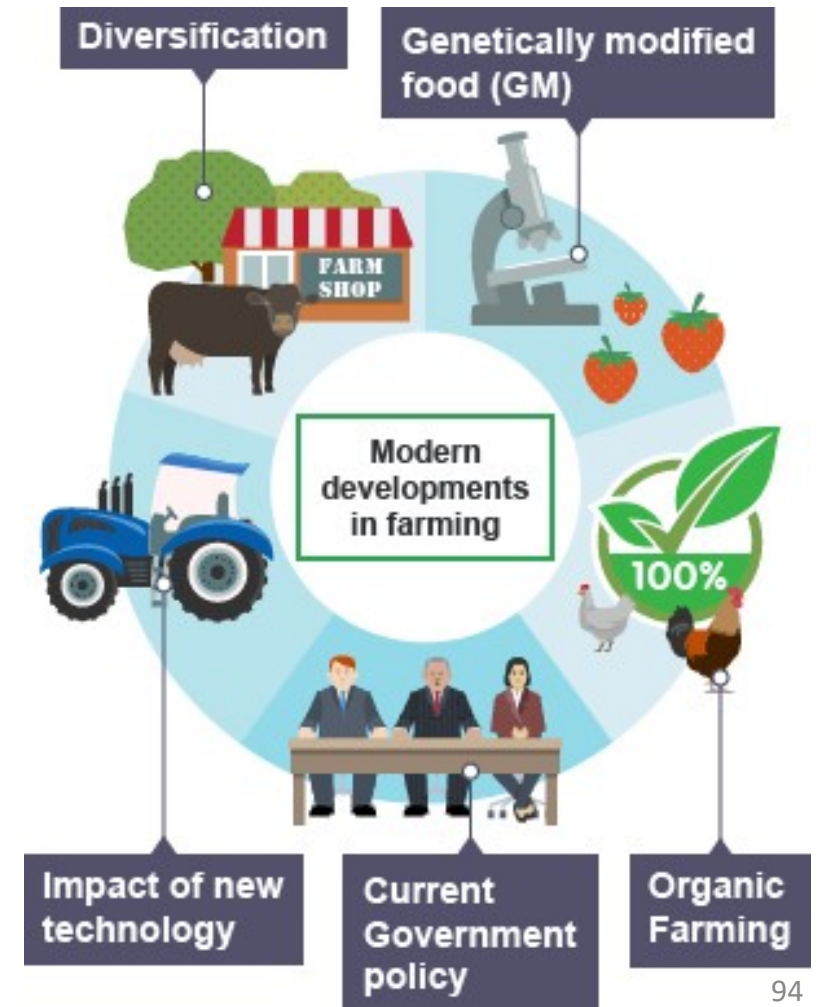 Diversification
Genetically modified
food (GM)
FARM
SHOP
Modern
developments
in farming
100%
Impact of new
technology
Current
Government
policy
Organic
Farming
94